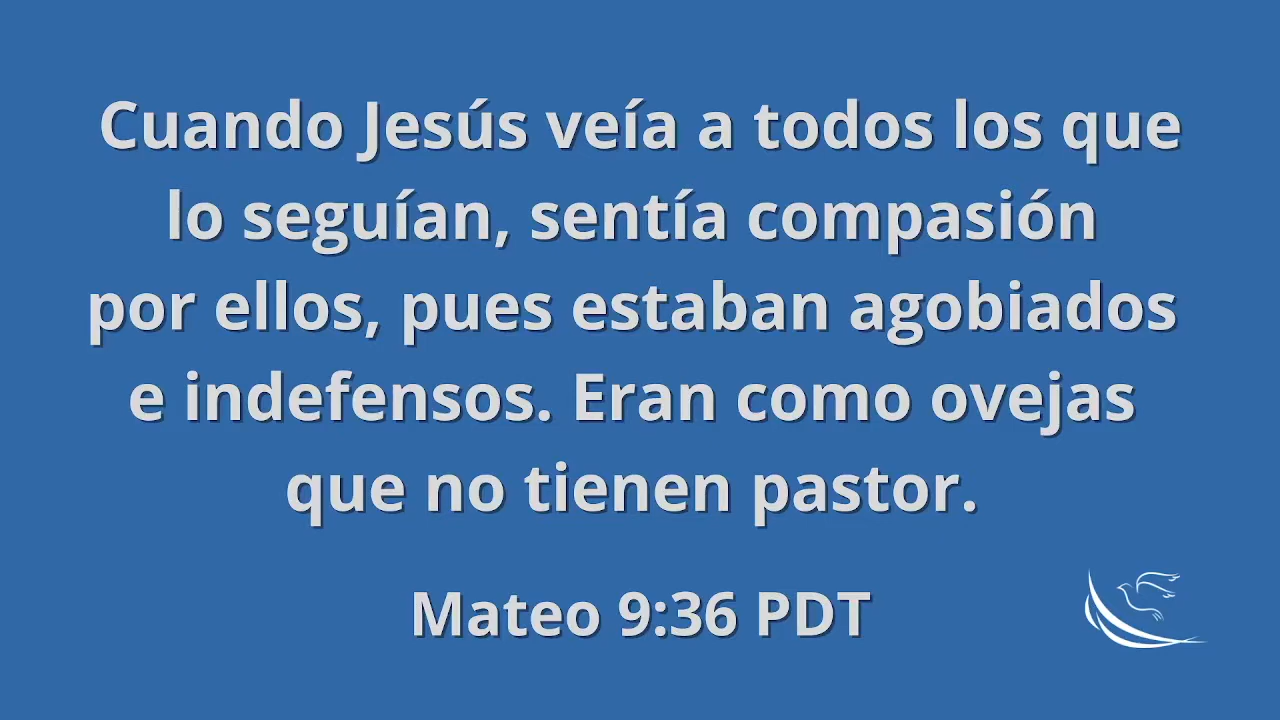 Cuando Jesús veía a todos los que
lo seguían, sentía compasión
por ellos, pues estaban agobiados
e indefensos. Eran como ovejas
que no tienen pastor.
Mateo 9:36 PDT